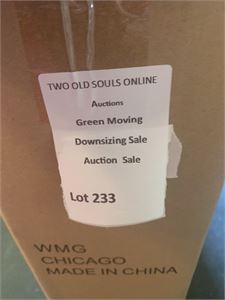 TWO OLD SOULS ONLINE
Auctions
Green Moving
Downsizing Sale
Auction Sale
Lot 233
WMG
CHICAGO
MADE IN CHINA